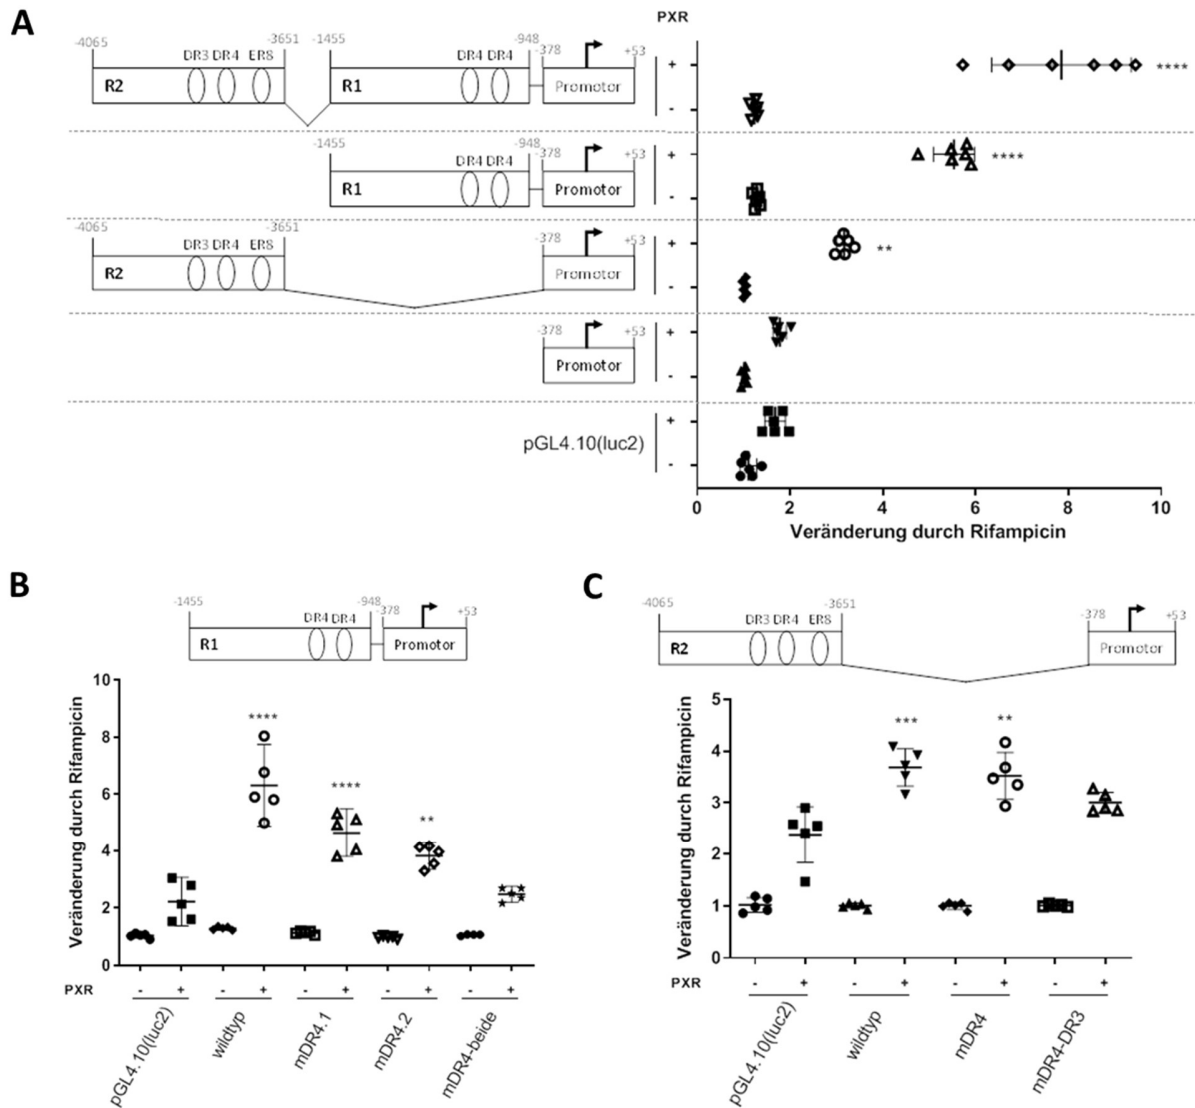 A
PXR
-4065 -3651 -1455 -948 -378 +53
DR3 DR4 ER8 DR4 DR4
R2 R1 Promotor
+ ****
-
-1455 -948 -378 +53
DR4 DR4
R1 Promotor
+ ****
-
-4065 -3651 -378 +53
DR3 DR4 ER8
R2 Promotor
+ **
-
-378 +53
Promotor
+
-
pGL4.10(luc2)
+
-
0 2 4 6 8 10
Veränderung durch Rifampicin
B
-1455 -948 -378 +53
DR4 DR4
R1 Promotor
Veränderung durch Rifampicin
10
8
6
4
2
0
**** **** **
PXR - + - + - + - + - +
pGL4.10(luc2) wildtyp mDR4.1 mDR4.2 mDR4-beide
C
-4065 -3651 -378 +53
DR3 DR4 ER8
R2 Promotor
Veränderung durch Rifampicin
5
4
3
2
1
0
*** **
PXR - + - + - + - +
pGL4.10(luc2) wildtyp mDR4 mDR4-DR3